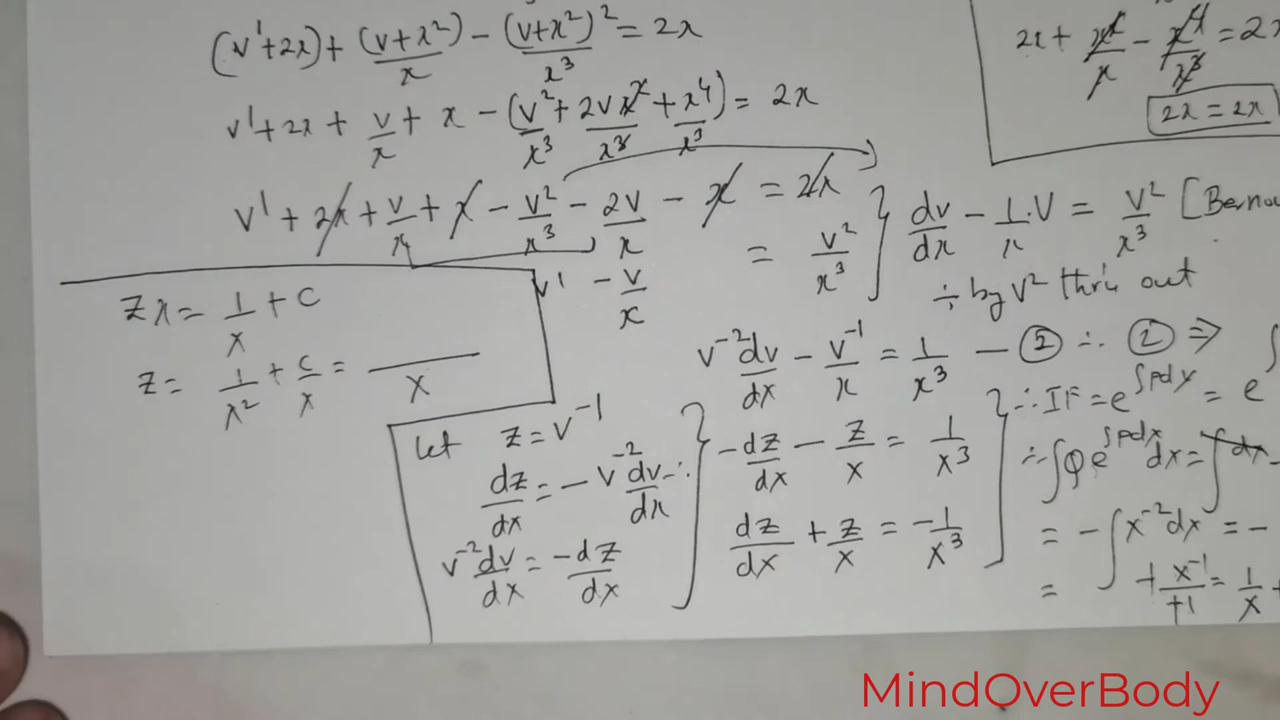 (v'+2x) + (v+x²)/x − (v+x²)²/x³ = 2x
v'+2x + v/x + x − (v²/x³ + 2vx²/x³ + x⁴/x³) = 2x
v' + 2x + v/x + x − v²/x³ − 2v/x − x = 2x
v' − v/x = v²/x³
2x + x²/x − x⁴/x³ = 2x
2x = 2x
dv/dx − 1/x · V = v²/x³ [Bernou
÷ by V² thru out
v⁻² dv/dx − v⁻¹/x = 1/x³ — ② ∴ ② ⇒ ∫
let z = v⁻¹
dz/dx = − v⁻² dv/dx ∴
v⁻² dv/dx = −dz/dx
−dz/dx − z/x = 1/x³
dz/dx + z/x = −1/x³
∴ IF = e^∫pdx = e
∴ ∫Q e^∫pdx dx = ∫ dx −
= −∫x⁻² dx = −
= + x⁻¹/+1 = 1/x +
zx = 1/x + c
z = 1/x² + c/x = ___/x
MindOverBody